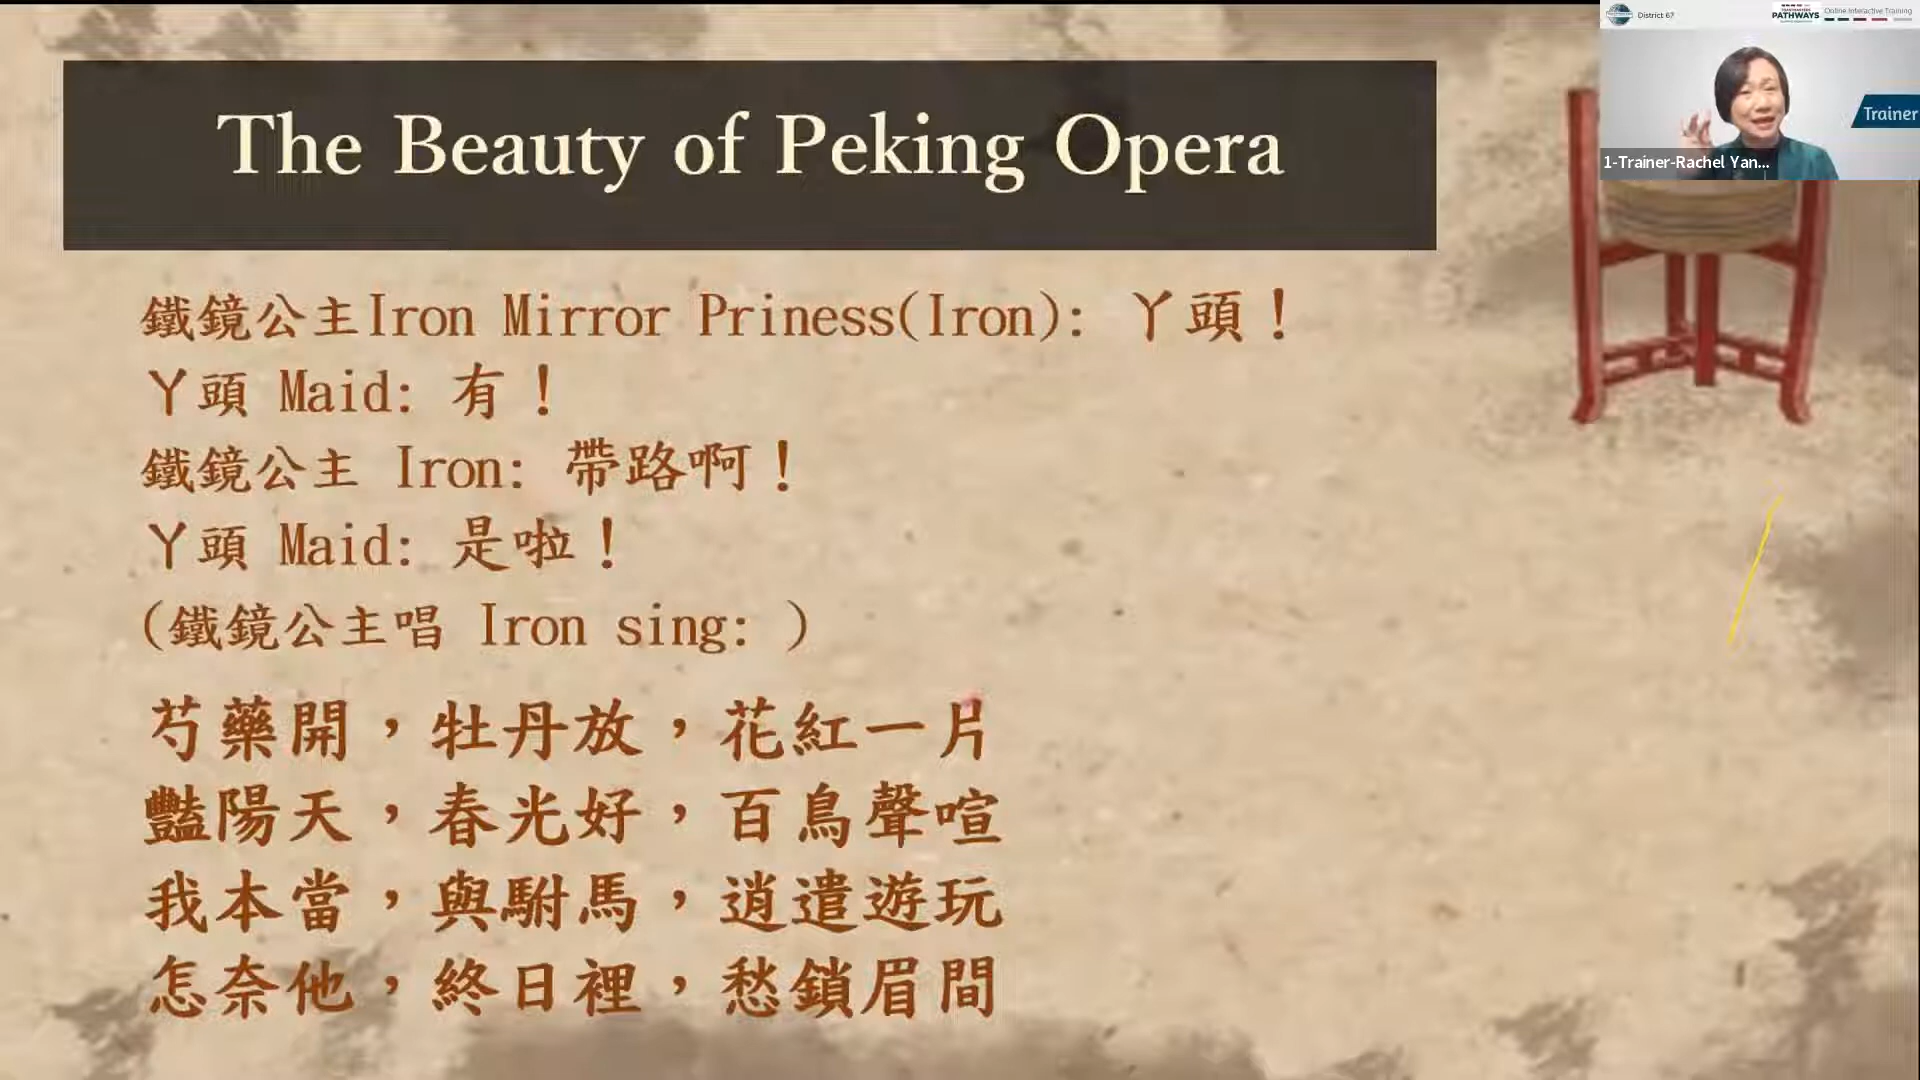 The Beauty of Peking Opera
鐵鏡公主Iron Mirror Priness(Iron): 丫頭！
丫頭 Maid: 有！
鐵鏡公主 Iron: 帶路啊！
丫頭 Maid: 是啦！
(鐵鏡公主唱 Iron sing: )
芍藥開，牡丹放，花紅一片
豔陽天，春光好，百鳥聲喧
我本當，與駙馬，逍遣遊玩
怎奈他，終日裡，愁鎖眉間
District 67
PATHWAYS
Online Interactive Training
Trainer
1-Trainer-Rachel Yan...